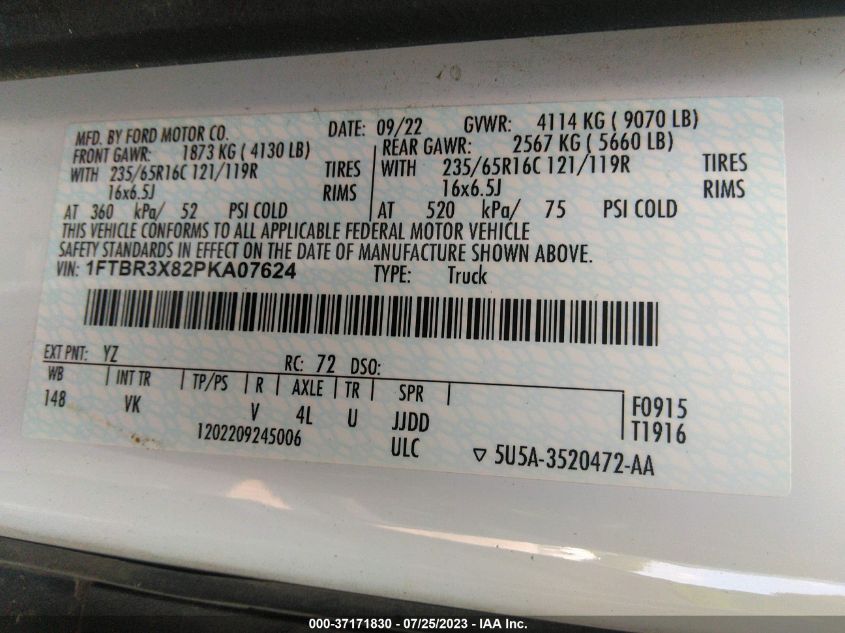 MFD. BY FORD MOTOR CO. DATE: 09/22 GVWR: 4114 KG ( 9070 LB)
FRONT GAWR: 1873 KG ( 4130 LB) REAR GAWR: 2567 KG ( 5660 LB)
WITH 235/65R16C 121/119R TIRES WITH 235/65R16C 121/119R TIRES
16x6.5J RIMS 16x6.5J RIMS
AT 360 kPa/ 52 PSI COLD AT 520 kPa/ 75 PSI COLD
THIS VEHICLE CONFORMS TO ALL APPLICABLE FEDERAL MOTOR VEHICLE
SAFETY STANDARDS IN EFFECT ON THE DATE OF MANUFACTURE SHOWN ABOVE.
VIN: 1FTBR3X82PKA07624 TYPE: Truck
EXT PNT: YZ RC: 72 DSO:
WB INT TR TP/PS R AXLE TR SPR
148 VK V 4L U JJDD F0915
1202209245006 ULC T1916
▽ 5U5A-3520472-AA
000-37171830 - 07/25/2023 - IAA Inc.